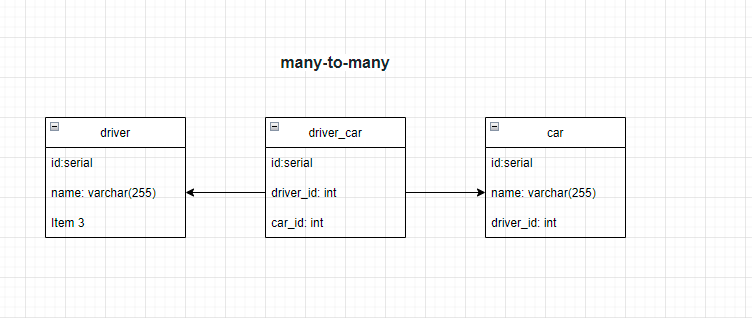 many-to-many
driver
id:serial
name: varchar(255)
Item 3
driver_car
id:serial
driver_id: int
car_id: int
car
id:serial
name: varchar(255)
driver_id: int